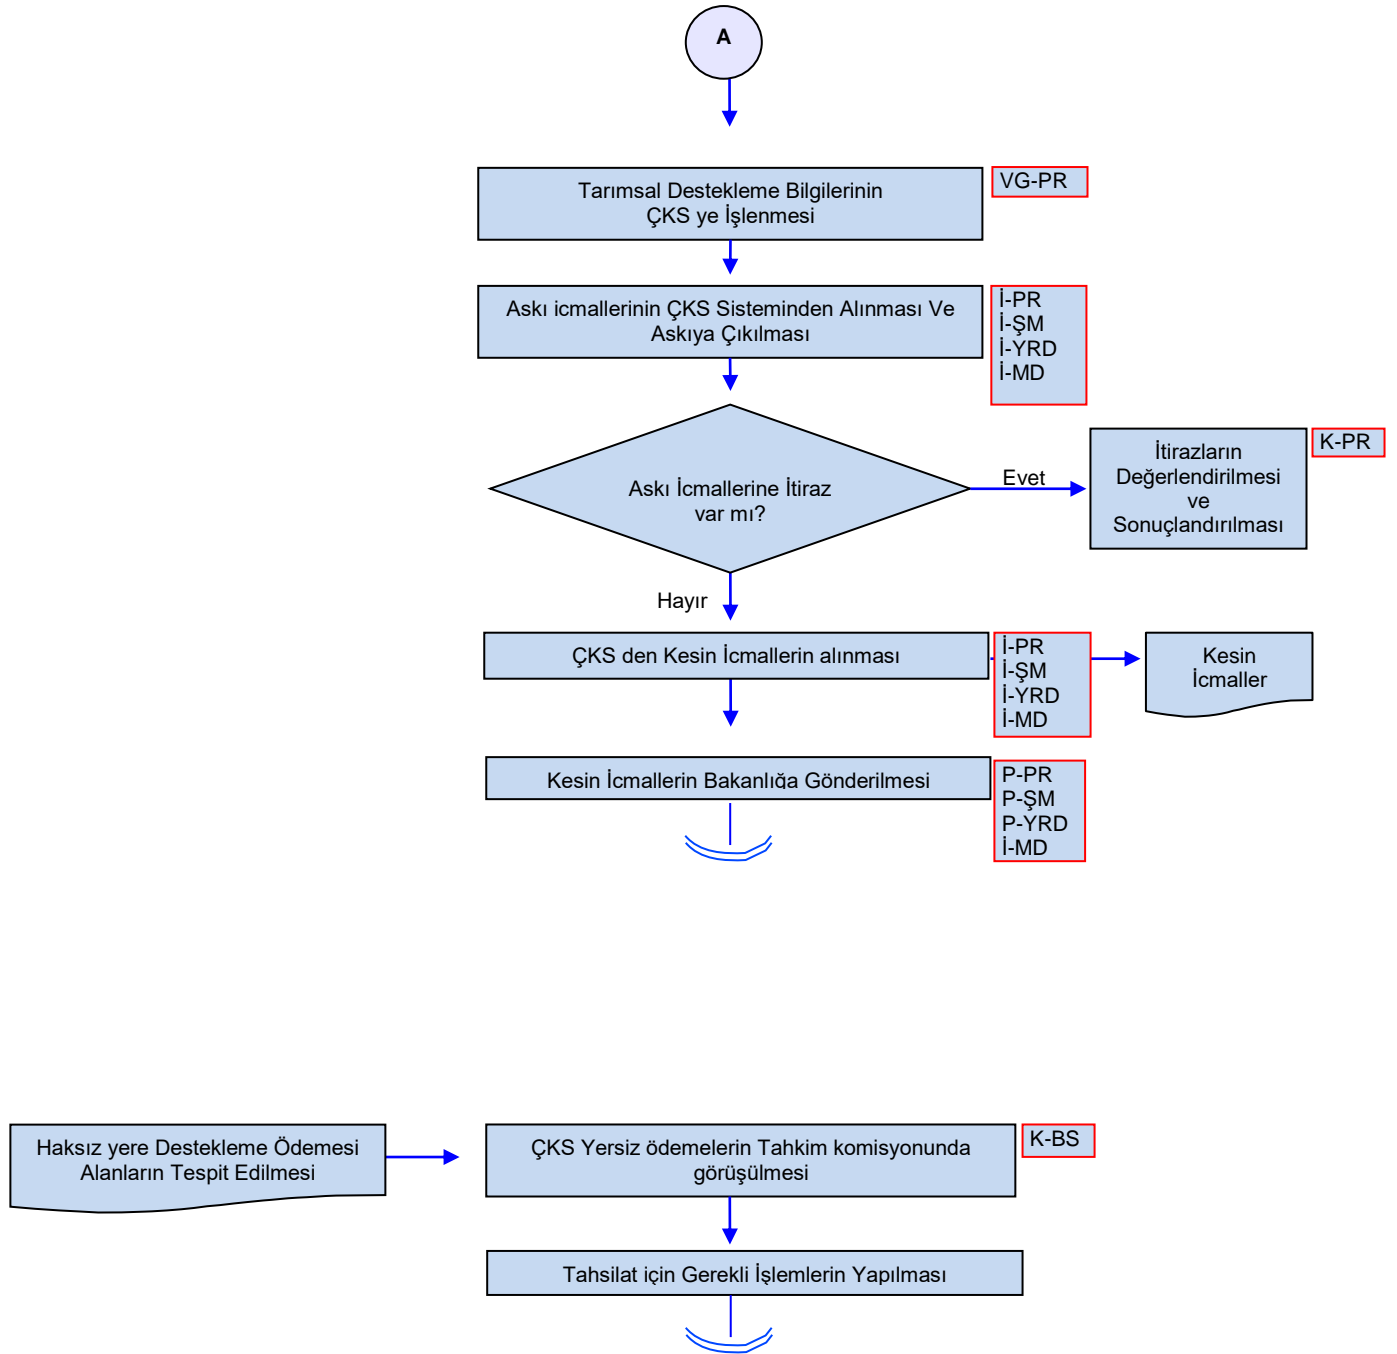 A
Tarımsal Destekleme Bilgilerinin
ÇKS ye İşlenmesi
VG-PR
Askı icmallerinin ÇKS Sisteminden Alınması Ve
Askıya Çıkılması
İ-PR
İ-ŞM
İ-YRD
İ-MD
Askı İcmallerine İtiraz
var mı?
Evet
İtirazların
Değerlendirilmesi
ve
Sonuçlandırılması
K-PR
Hayır
ÇKS den Kesin İcmallerin alınması
İ-PR
İ-ŞM
İ-YRD
İ-MD
Kesin
İcmaller
Kesin İcmallerin Bakanlığa Gönderilmesi
P-PR
P-ŞM
P-YRD
İ-MD
Haksız yere Destekleme Ödemesi
Alanların Tespit Edilmesi
ÇKS Yersiz ödemelerin Tahkim komisyonunda
görüşülmesi
K-BS
Tahsilat için Gerekli İşlemlerin Yapılması